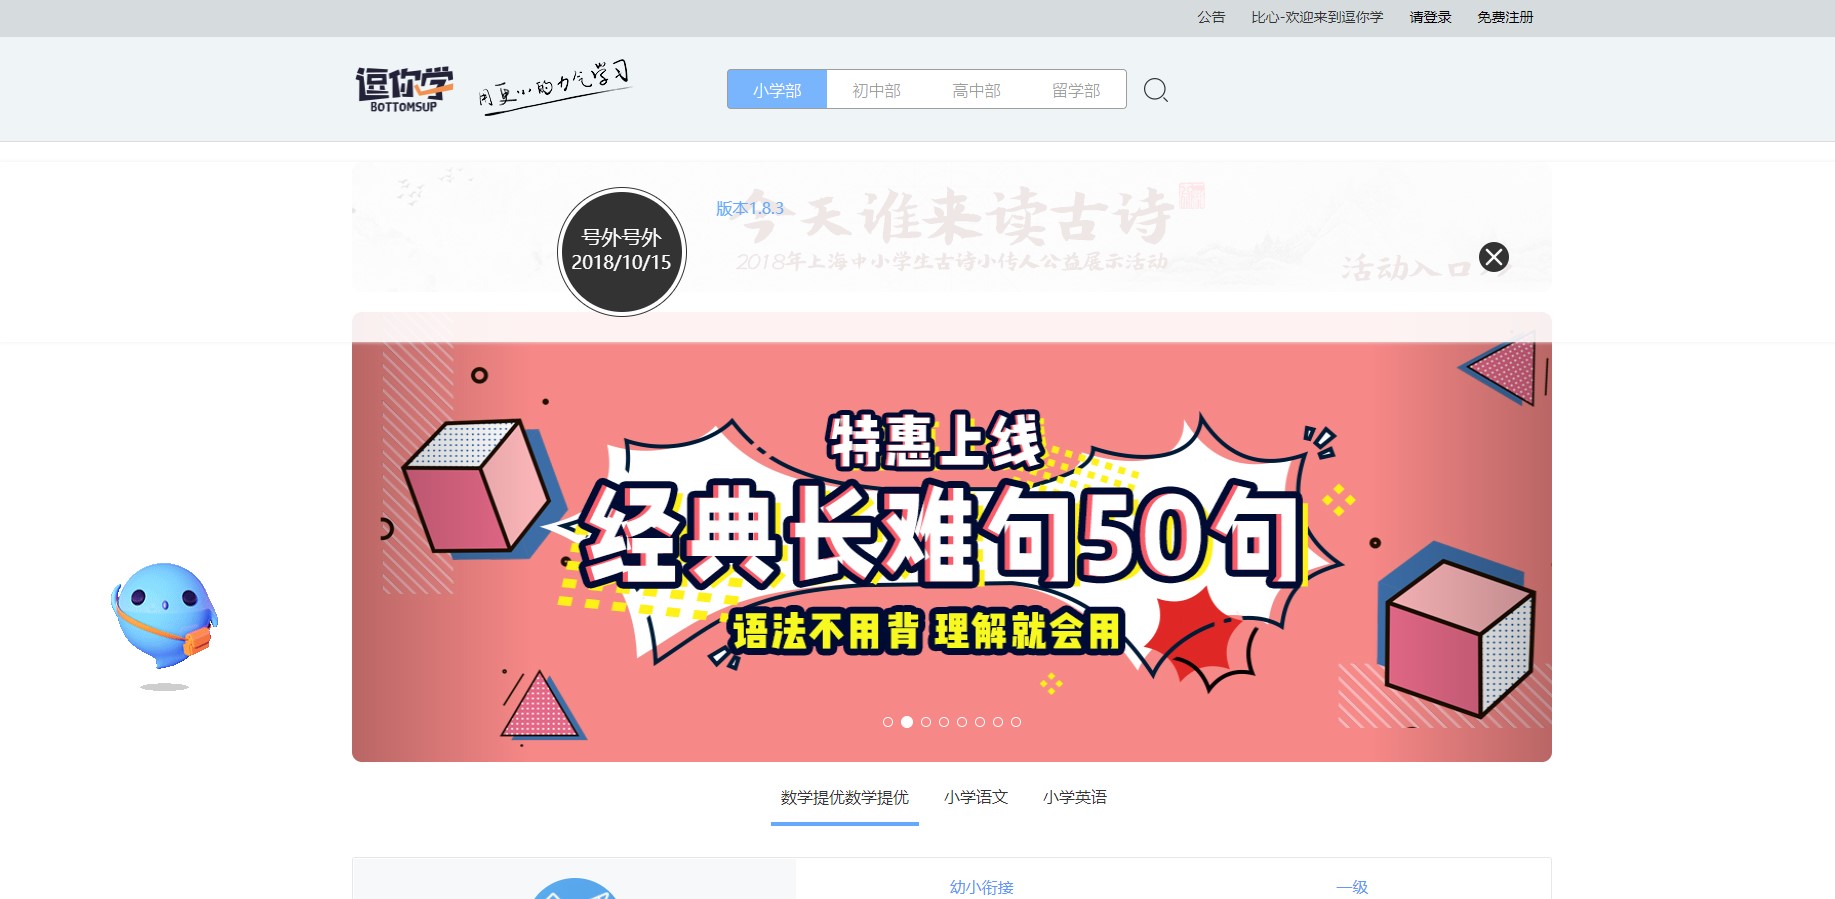 公告 比心-欢迎来到逗你学 请登录 免费注册
逗你学
BOTTOMSUP
用更小的力气学习
小学部 初中部 高中部 留学部
今天谁来读古诗
版本1.8.3
号外号外
2018/10/15
2018年上海中小学生古诗小传人公益展示活动
活动入口
特惠上线
经典长难句50句
语法不用背 理解就会用
数学提优数学提优 小学语文 小学英语
幼小衔接 一级